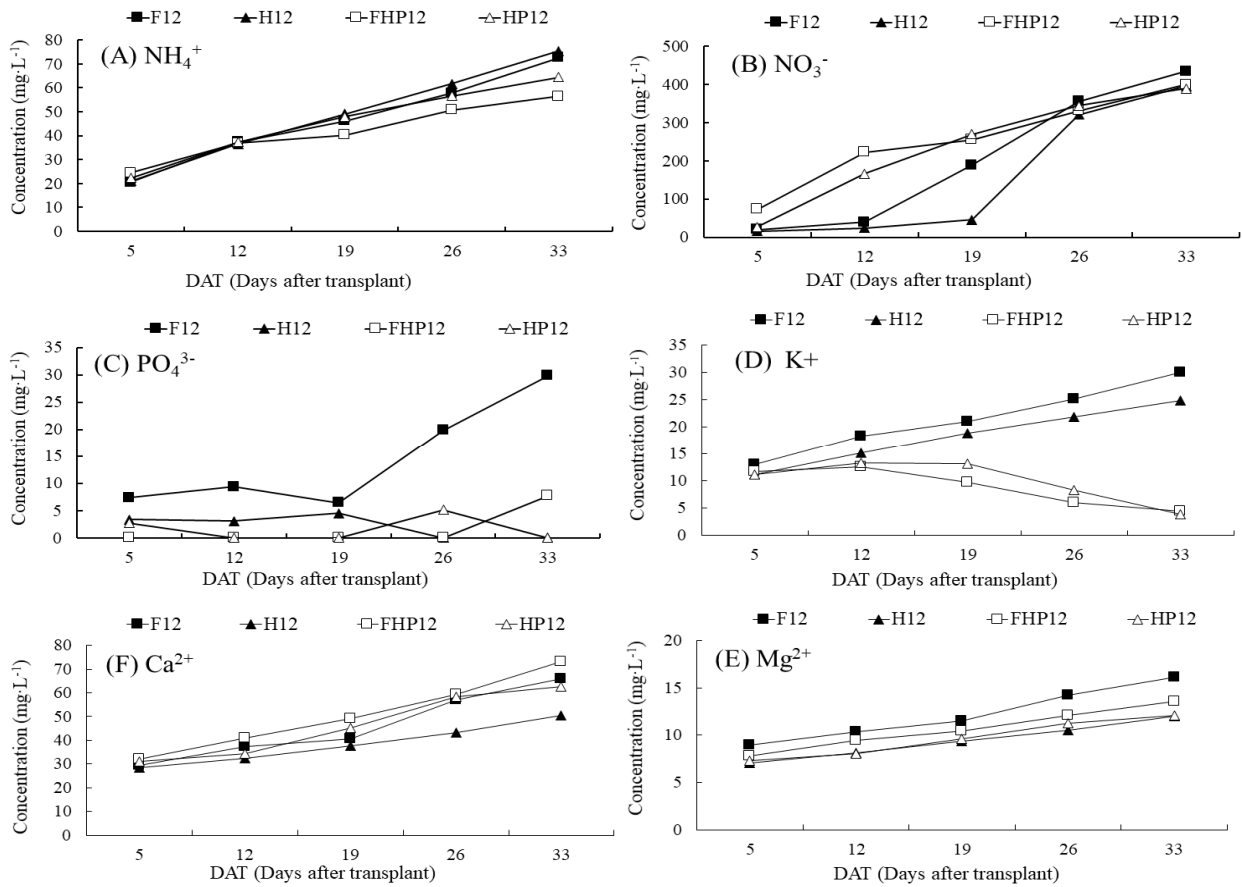 F12 H12 FHP12 HP12
(A) NH₄⁺
Concentration (mg·L⁻¹)
80
70
60
50
40
30
20
10
0
5 12 19 26 33
DAT (Days after transplant)
F12 H12 FHP12 HP12
(B) NO₃⁻
Concentration (mg·L⁻¹)
500
400
300
200
100
0
5 12 19 26 33
DAT (Days after transplant)
F12 H12 FHP12 HP12
(C) PO₄³⁻
Concentration (mg·L⁻¹)
35
30
25
20
15
10
5
0
5 12 19 26 33
DAT (Days after transplant)
F12 H12 FHP12 HP12
(D) K+
Concentration (mg·L⁻¹)
35
30
25
20
15
10
5
0
5 12 19 26 33
DAT (Days after transplant)
F12 H12 FHP12 HP12
(F) Ca²⁺
Concentration (mg·L⁻¹)
80
70
60
50
40
30
20
10
0
5 12 19 26 33
DAT (Days after transplant)
F12 H12 FHP12 HP12
(E) Mg²⁺
Concentration (mg·L⁻¹)
20
15
10
5
0
5 12 19 26 33
DAT (Days after transplant)